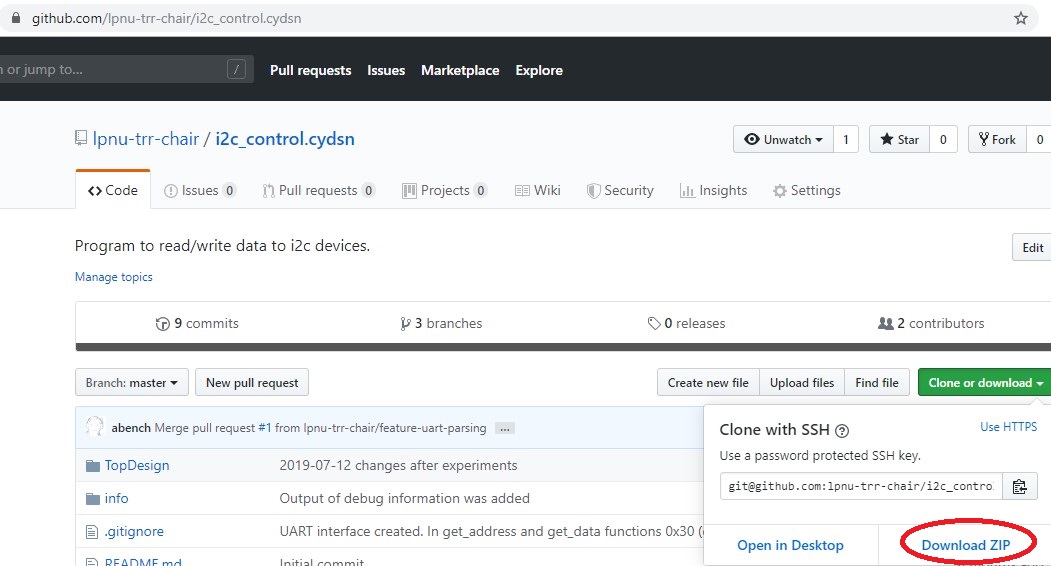 github.com/lpnu-trr-chair/i2c_control.cydsn
or jump to... / Pull requests Issues Marketplace Explore
lpnu-trr-chair / i2c_control.cydsn Unwatch 1 Star 0 Fork 0
Code Issues 0 Pull requests 0 Projects 0 Wiki Security Insights Settings
Program to read/write data to i2c devices. Edit
Manage topics
9 commits 3 branches 0 releases 2 contributors
Branch: master New pull request Create new file Upload files Find file Clone or download
abench Merge pull request #1 from lpnu-trr-chair/feature-uart-parsing ...
TopDesign 2019-07-12 changes after experiments
info Output of debug information was added
.gitignore UART interface created. In get_address and get_data functions 0x30 (
README.md Initial commit
Clone with SSH ? Use HTTPS
Use a password protected SSH key.
git@github.com:lpnu-trr-chair/i2c_contro
Open in Desktop Download ZIP